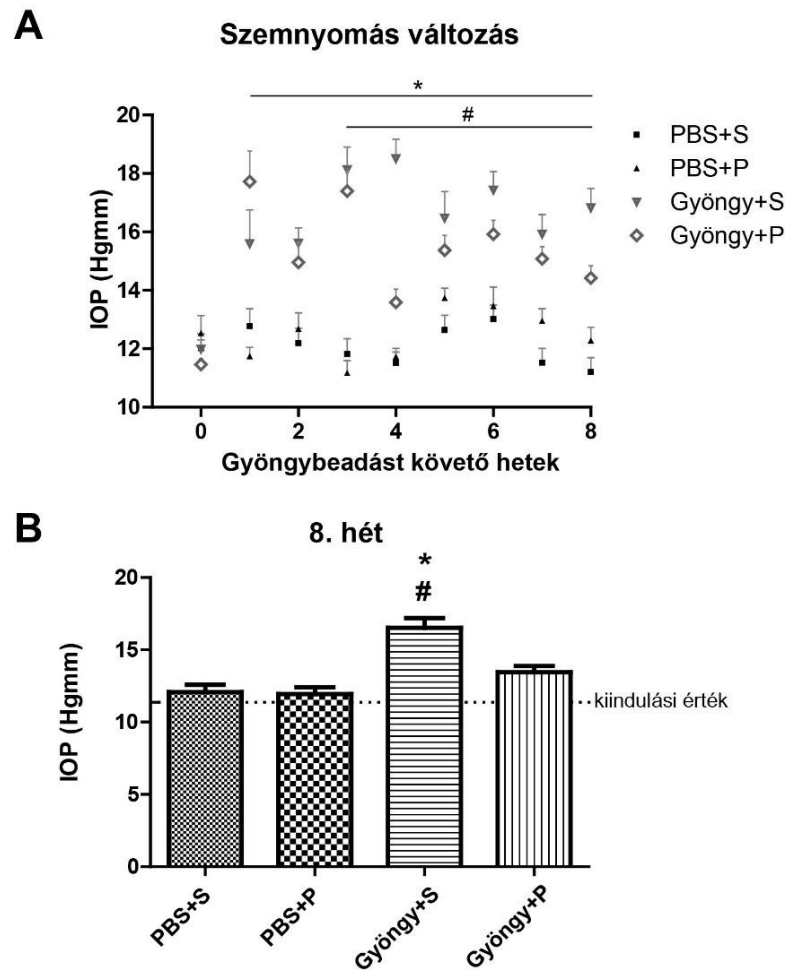 A
Szemnyomás változás
*
#
20
18
16
14
12
10
IOP (Hgmm)
0 2 4 6 8
Gyöngybeadást követő hetek
PBS+S
PBS+P
Gyöngy+S
Gyöngy+P
B
8. hét
*
#
20
15
10
5
0
IOP (Hgmm)
kiindulási érték
PBS+S
PBS+P
Gyöngy+S
Gyöngy+P